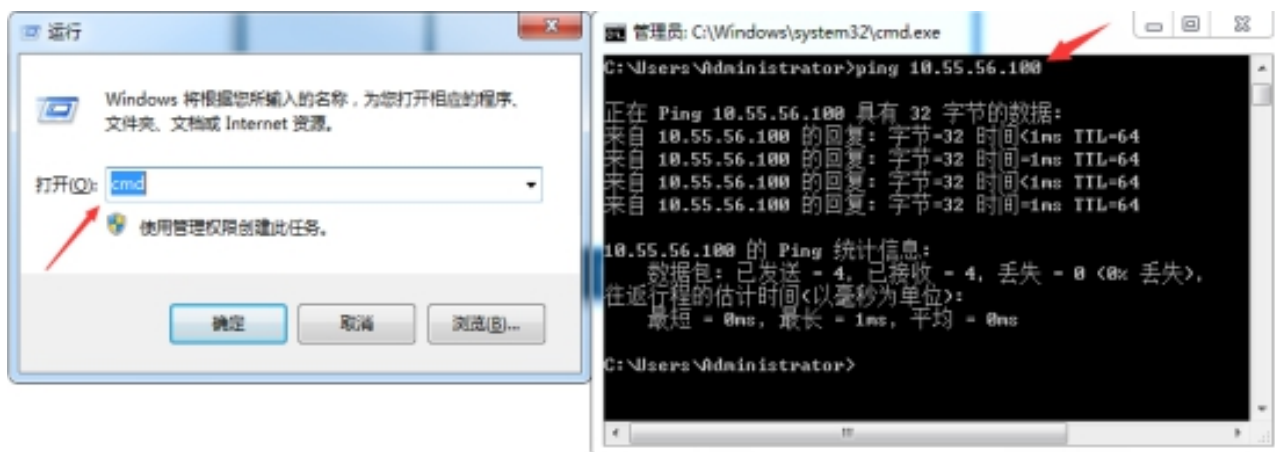 运行
Windows 将根据您所输入的名称，为您打开相应的程序、
文件夹、文档或 Internet 资源。
打开(O):
cmd
使用管理权限创建此任务。
确定
取消
浏览(B)...
管理员: C:\Windows\system32\cmd.exe
C:\Users\Administrator>ping 10.55.56.100
正在 Ping 10.55.56.100 具有 32 字节的数据:
来自 10.55.56.100 的回复: 字节=32 时间<1ms TTL=64
来自 10.55.56.100 的回复: 字节=32 时间=1ms TTL=64
来自 10.55.56.100 的回复: 字节=32 时间<1ms TTL=64
来自 10.55.56.100 的回复: 字节=32 时间=1ms TTL=64
10.55.56.100 的 Ping 统计信息:
数据包: 已发送 = 4, 已接收 = 4, 丢失 = 0 (0% 丢失),
往返行程的估计时间(以毫秒为单位):
最短 = 0ms, 最长 = 1ms, 平均 = 0ms
C:\Users\Administrator>